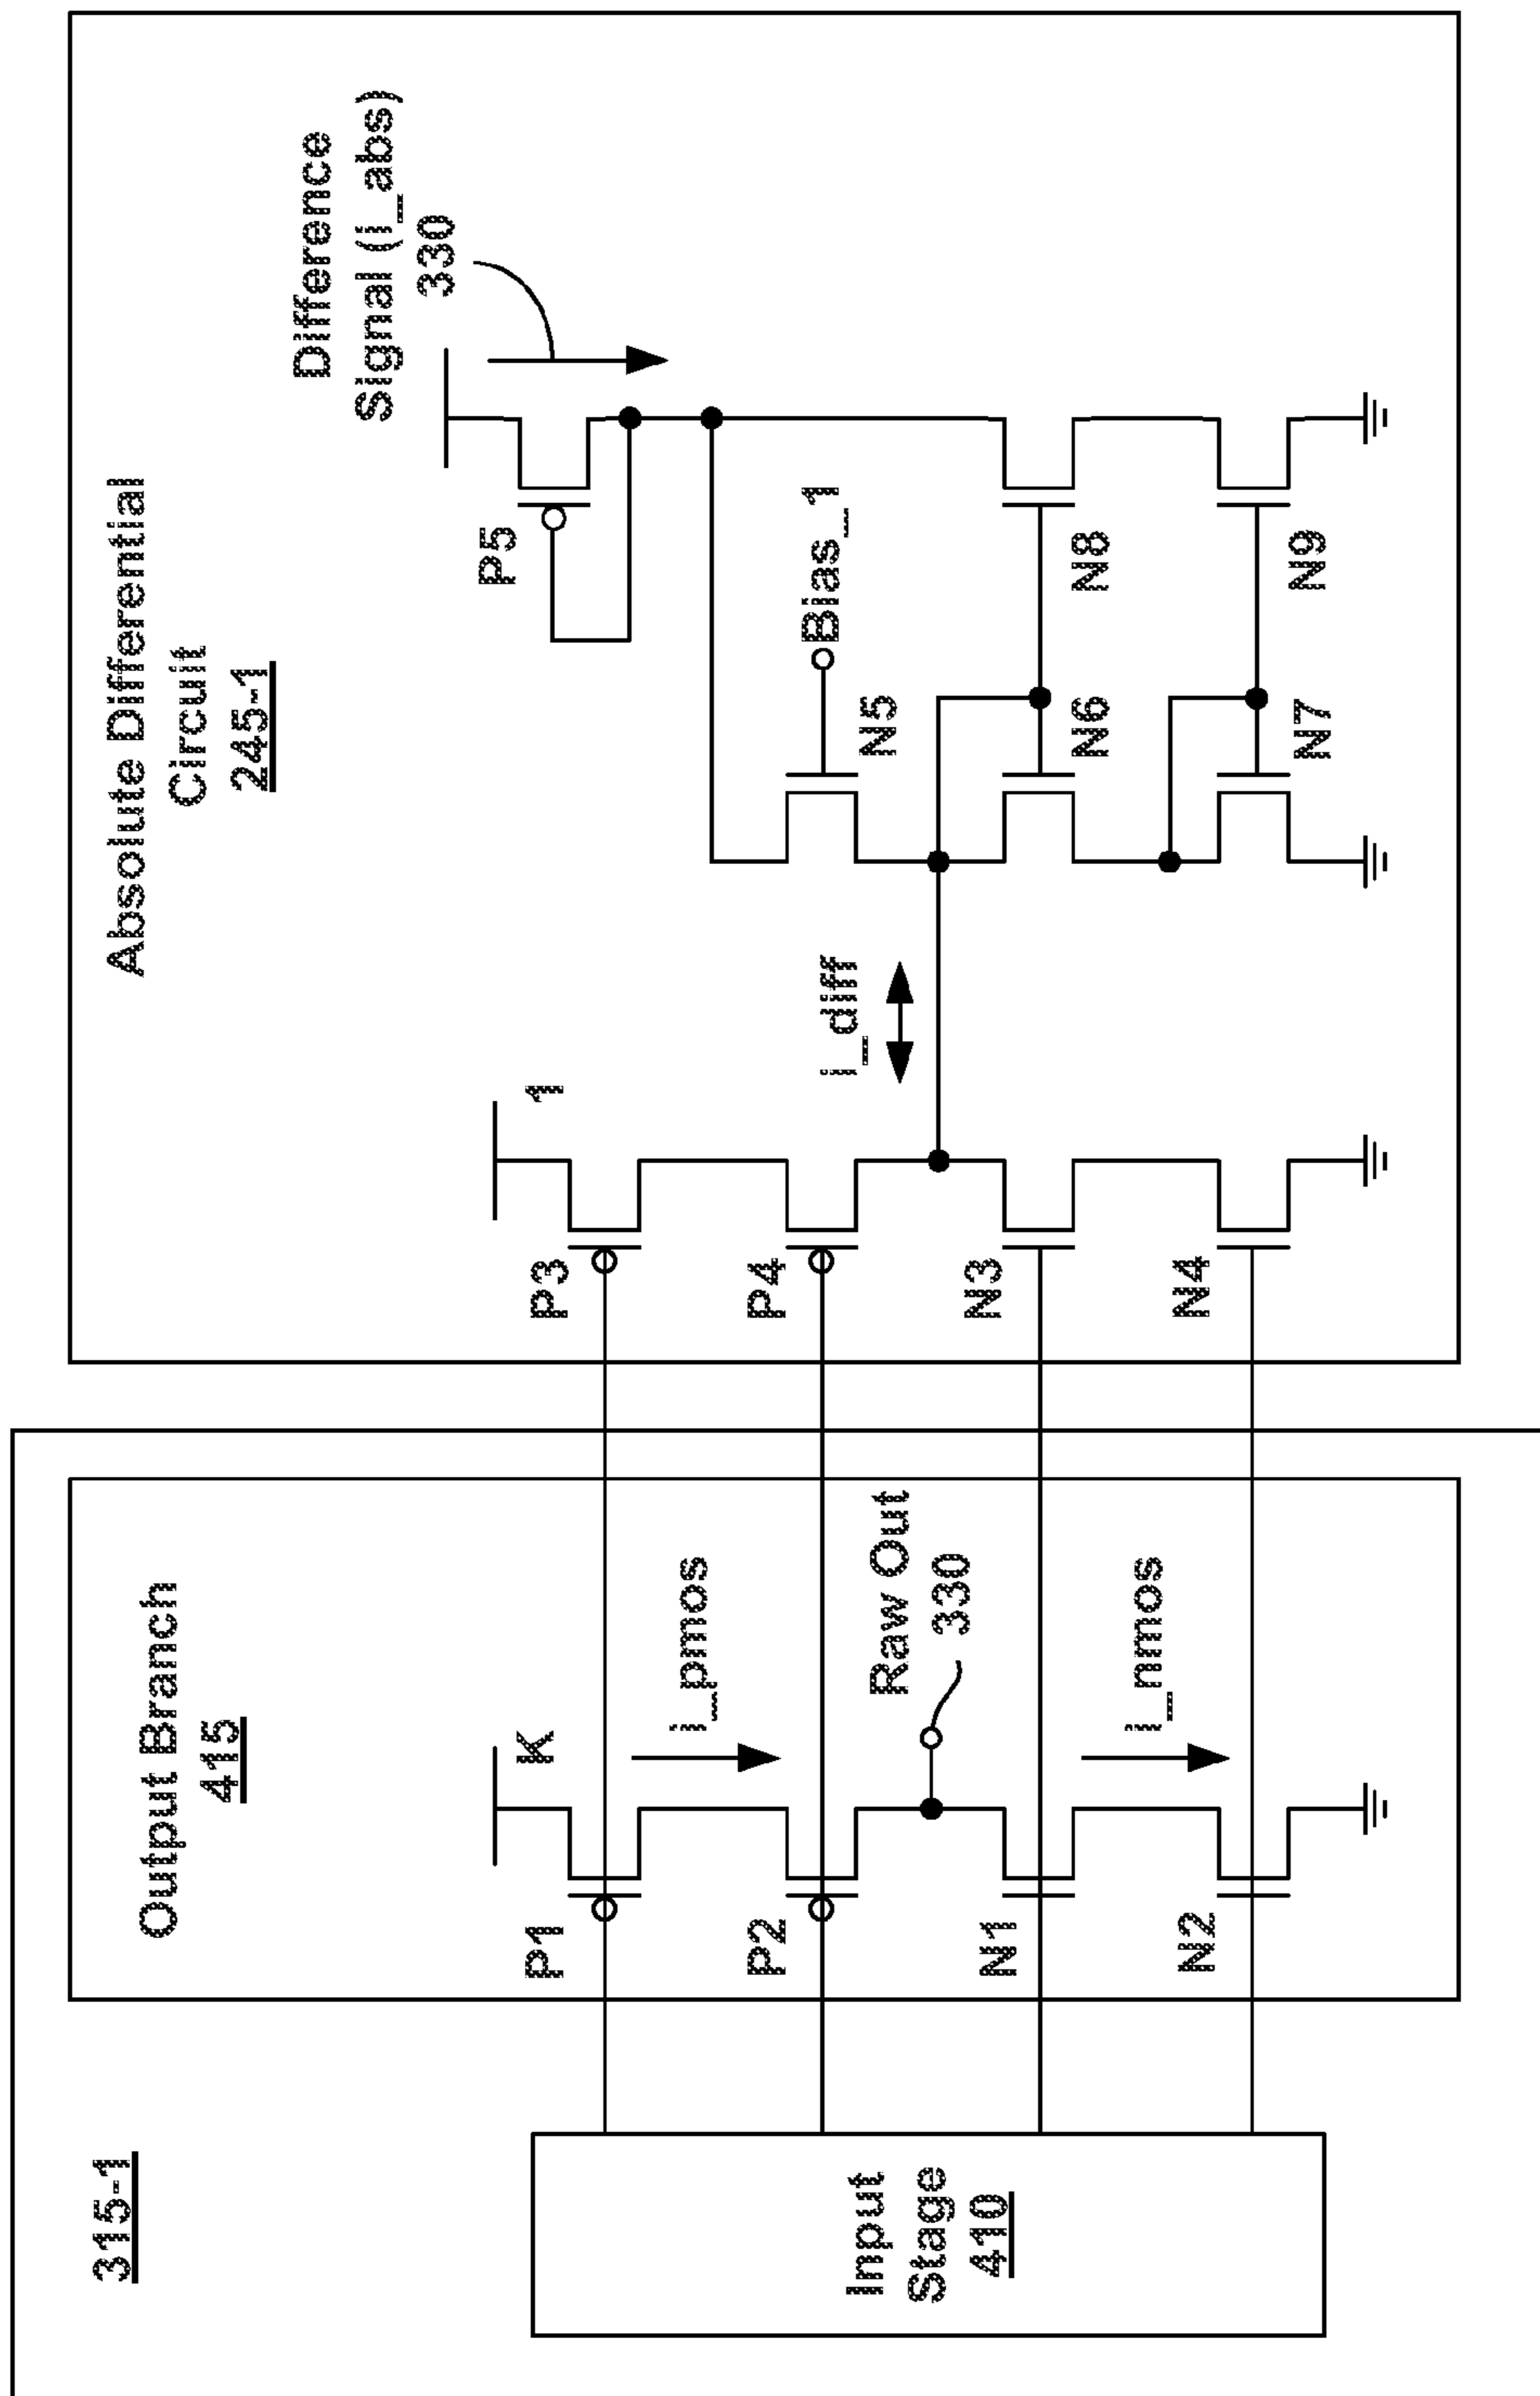 315-1
Input
Stage
410
Output Branch
415
P1
K
i_pmos
P2
Raw Out
330
N1
i_nmos
N2
Absolute Differential
Circuit
245-1
P3
1
P4
i_diff
N3
N4
P5
Difference
Signal (i_abs)
330
Bias_1
N5
N6
N8
N7
N9